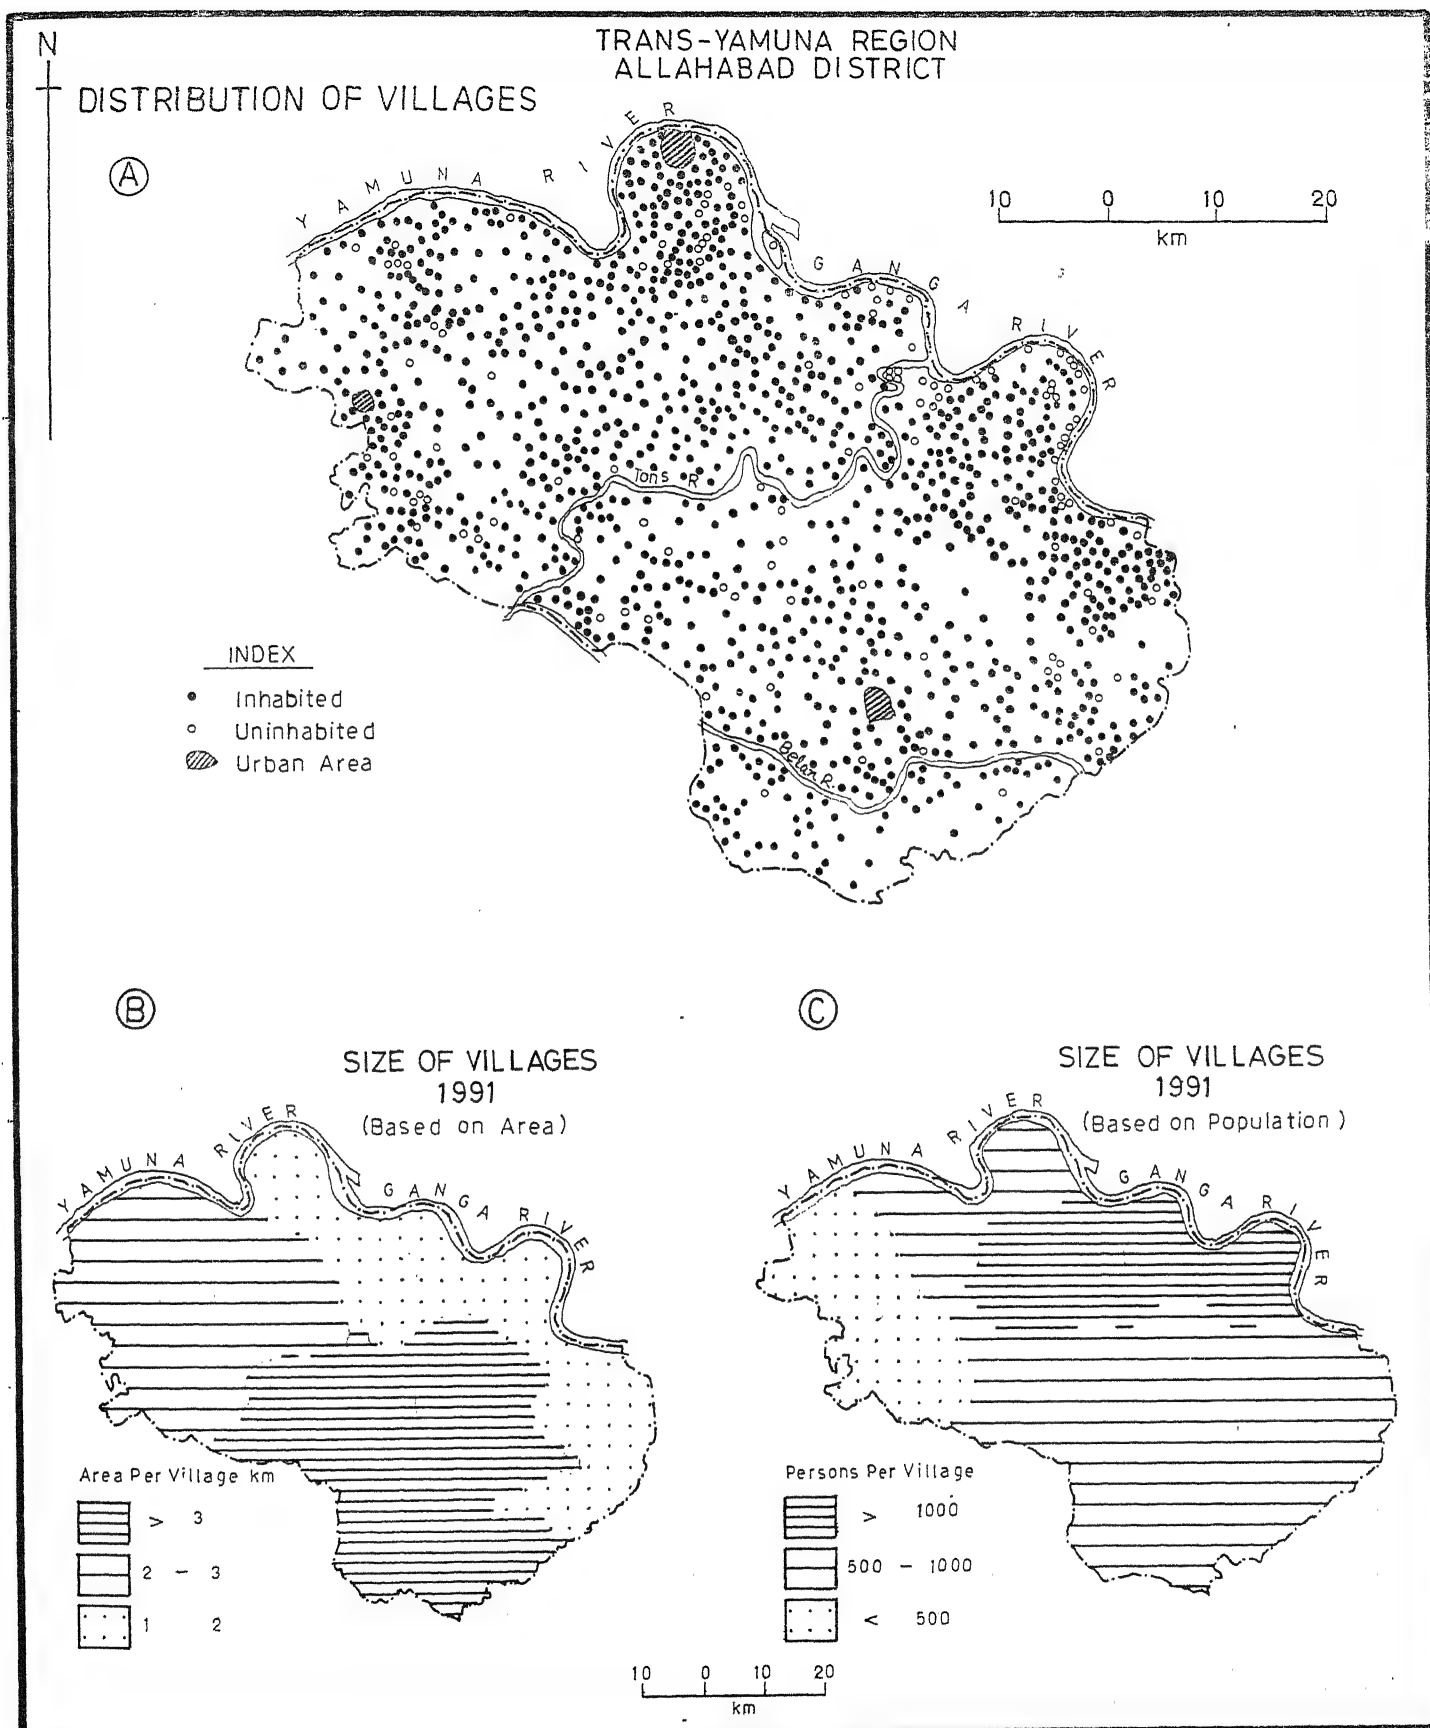 N
TRANS-YAMUNA REGION
ALLAHABAD DISTRICT
DISTRIBUTION OF VILLAGES
A
YAMUNA RIVER
10 0 10 20
km
GANGA RIVER
Tons R
INDEX
Inhabited
Uninhabited
Urban Area
Belan R.
B
SIZE OF VILLAGES
1991
(Based on Area)
YAMUNA RIVER
GANGA RIVER
Area Per Village km
> 3
2 - 3
1 2
C
SIZE OF VILLAGES
1991
(Based on Population)
YAMUNA RIVER
GANGA RIVER
Persons Per Village
> 1000
500 - 1000
< 500
10 0 10 20
km